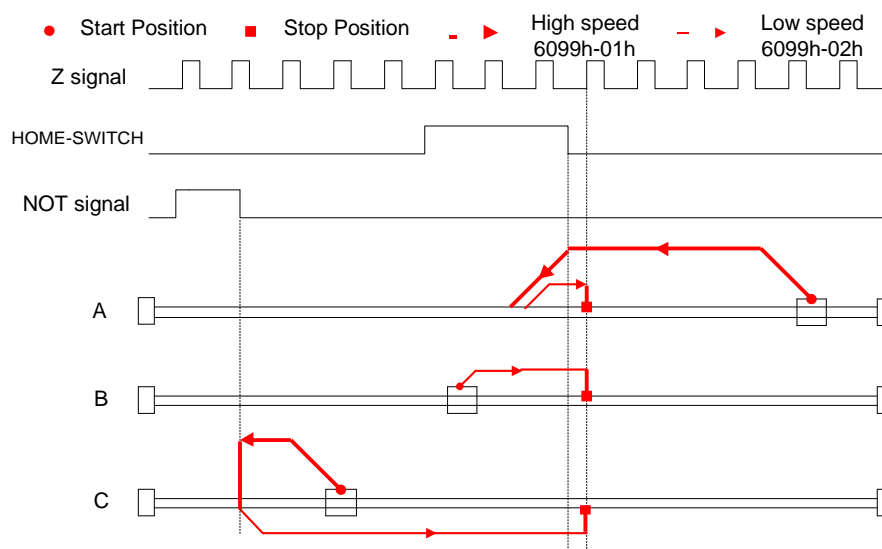 Start Position
Stop Position
High speed
6099h-01h
Low speed
6099h-02h
Z signal
HOME-SWITCH
NOT signal
A
B
C